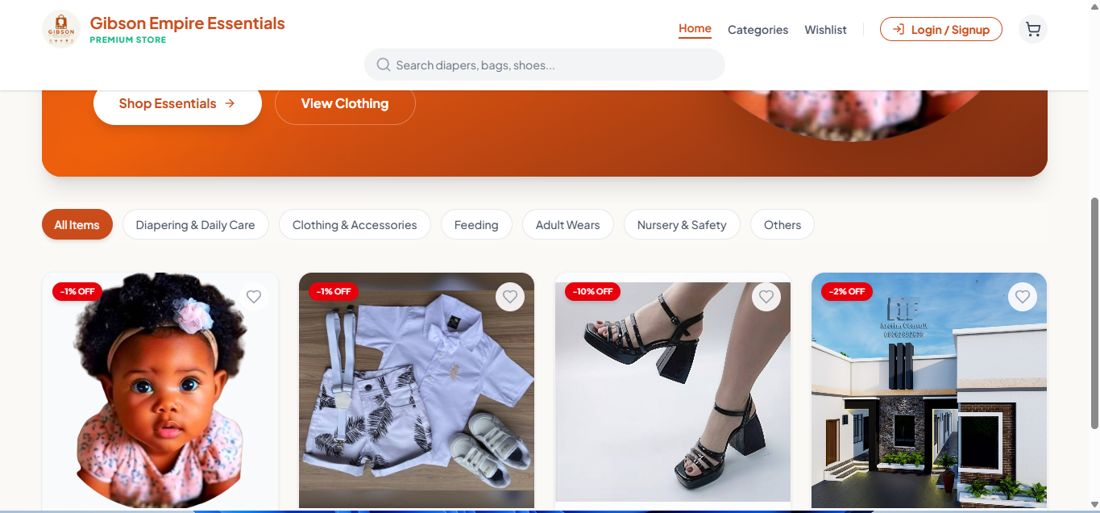 Gibson Empire Essentials
PREMIUM STORE
Home
Categories
Wishlist
Login / Signup
Search diapers, bags, shoes...
Shop Essentials
View Clothing
All Items
Diapering & Daily Care
Clothing & Accessories
Feeding
Adult Wears
Nursery & Safety
Others
-1% OFF
-1% OFF
-10% OFF
-2% OFF
GIBSON